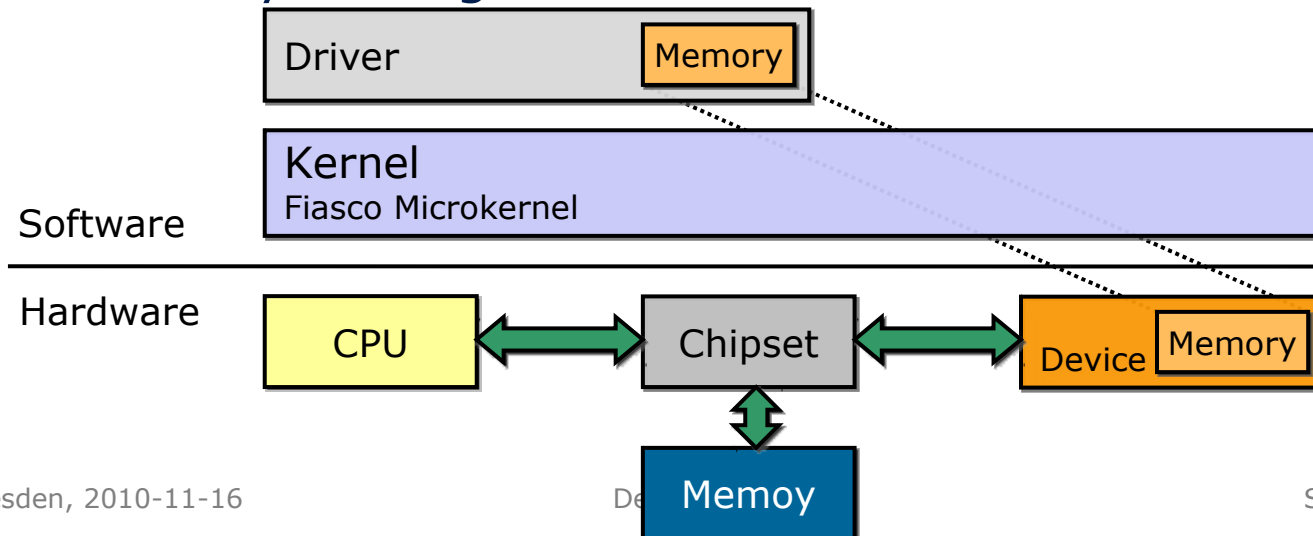 Driver
Memory
Kernel
Fiasco Microkernel
Software
Hardware
CPU
Chipset
Device
Memory
Memoy
sden, 2010-11-16
De
S